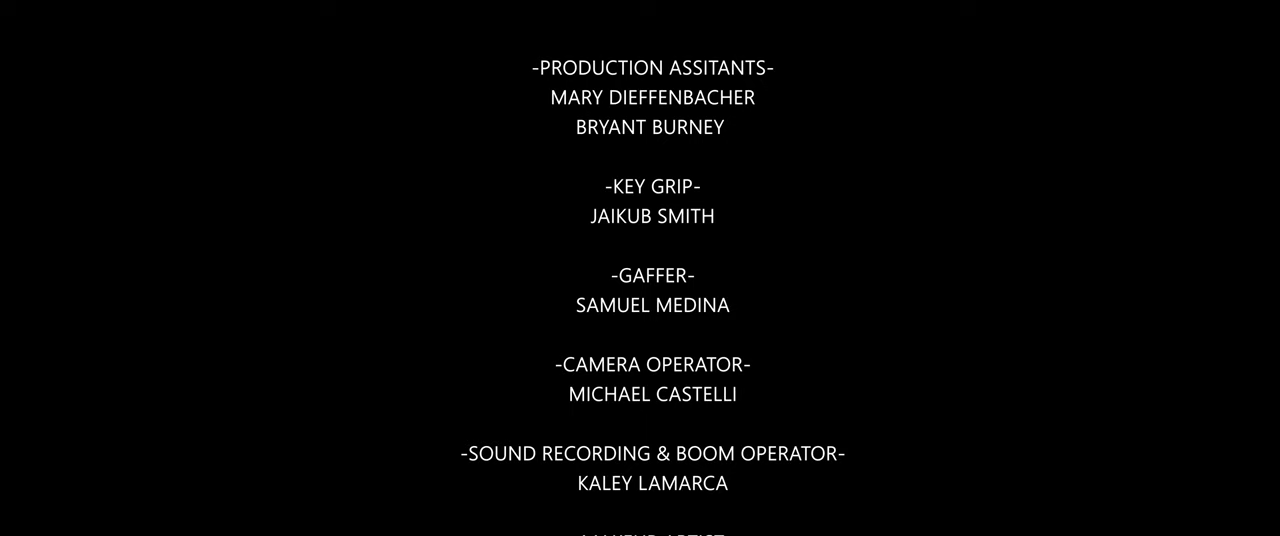 -PRODUCTION ASSITANTS-
MARY DIEFFENBACHER
BRYANT BURNEY
-KEY GRIP-
JAIKUB SMITH
-GAFFER-
SAMUEL MEDINA
-CAMERA OPERATOR-
MICHAEL CASTELLI
-SOUND RECORDING & BOOM OPERATOR-
KALEY LAMARCA